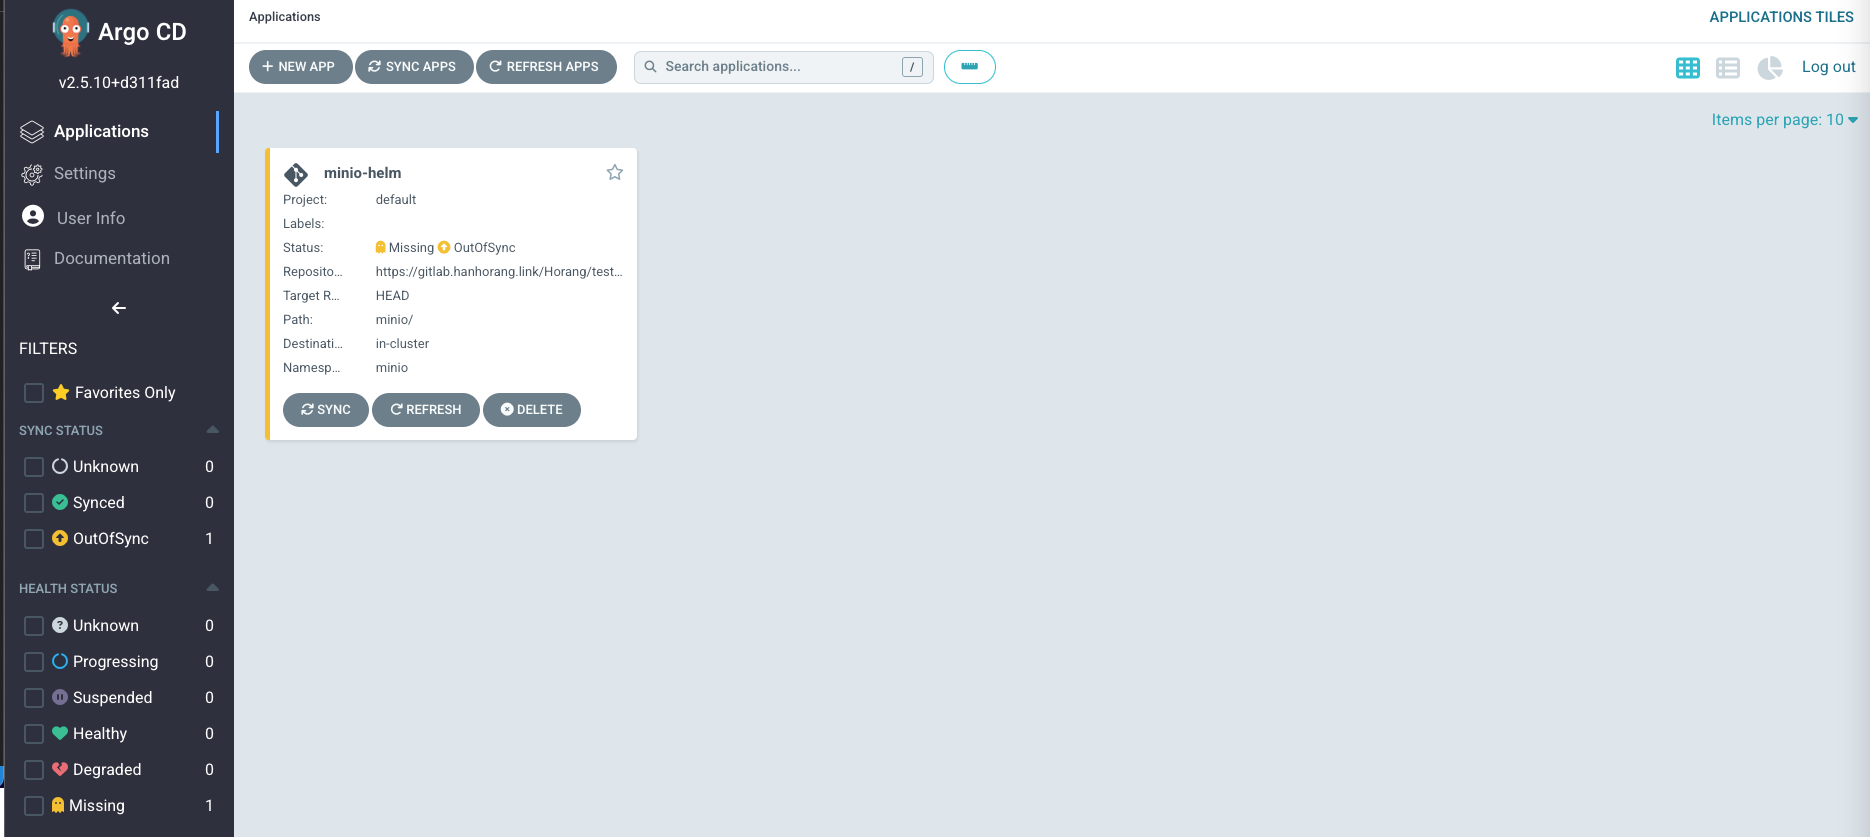 Argo CD
v2.5.10+d311fad
Applications
Settings
User Info
Documentation
FILTERS
Favorites Only
SYNC STATUS
Unknown 0
Synced 0
OutOfSync 1
HEALTH STATUS
Unknown 0
Progressing 0
Suspended 0
Healthy 0
Degraded 0
Missing 1
Applications
APPLICATIONS TILES
NEW APP SYNC APPS REFRESH APPS Search applications... / Log out
Items per page: 10
minio-helm
Project: default
Labels:
Status: Missing OutOfSync
Reposito... https://gitlab.hanhorang.link/Horang/test...
Target R... HEAD
Path: minio/
Destinati... in-cluster
Namesp... minio
SYNC REFRESH DELETE